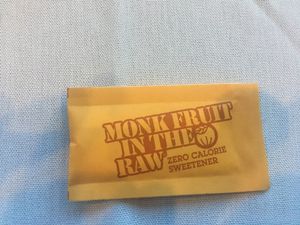 MONK FRUIT
IN THE
RAW
ZERO CALORIE
SWEETENER